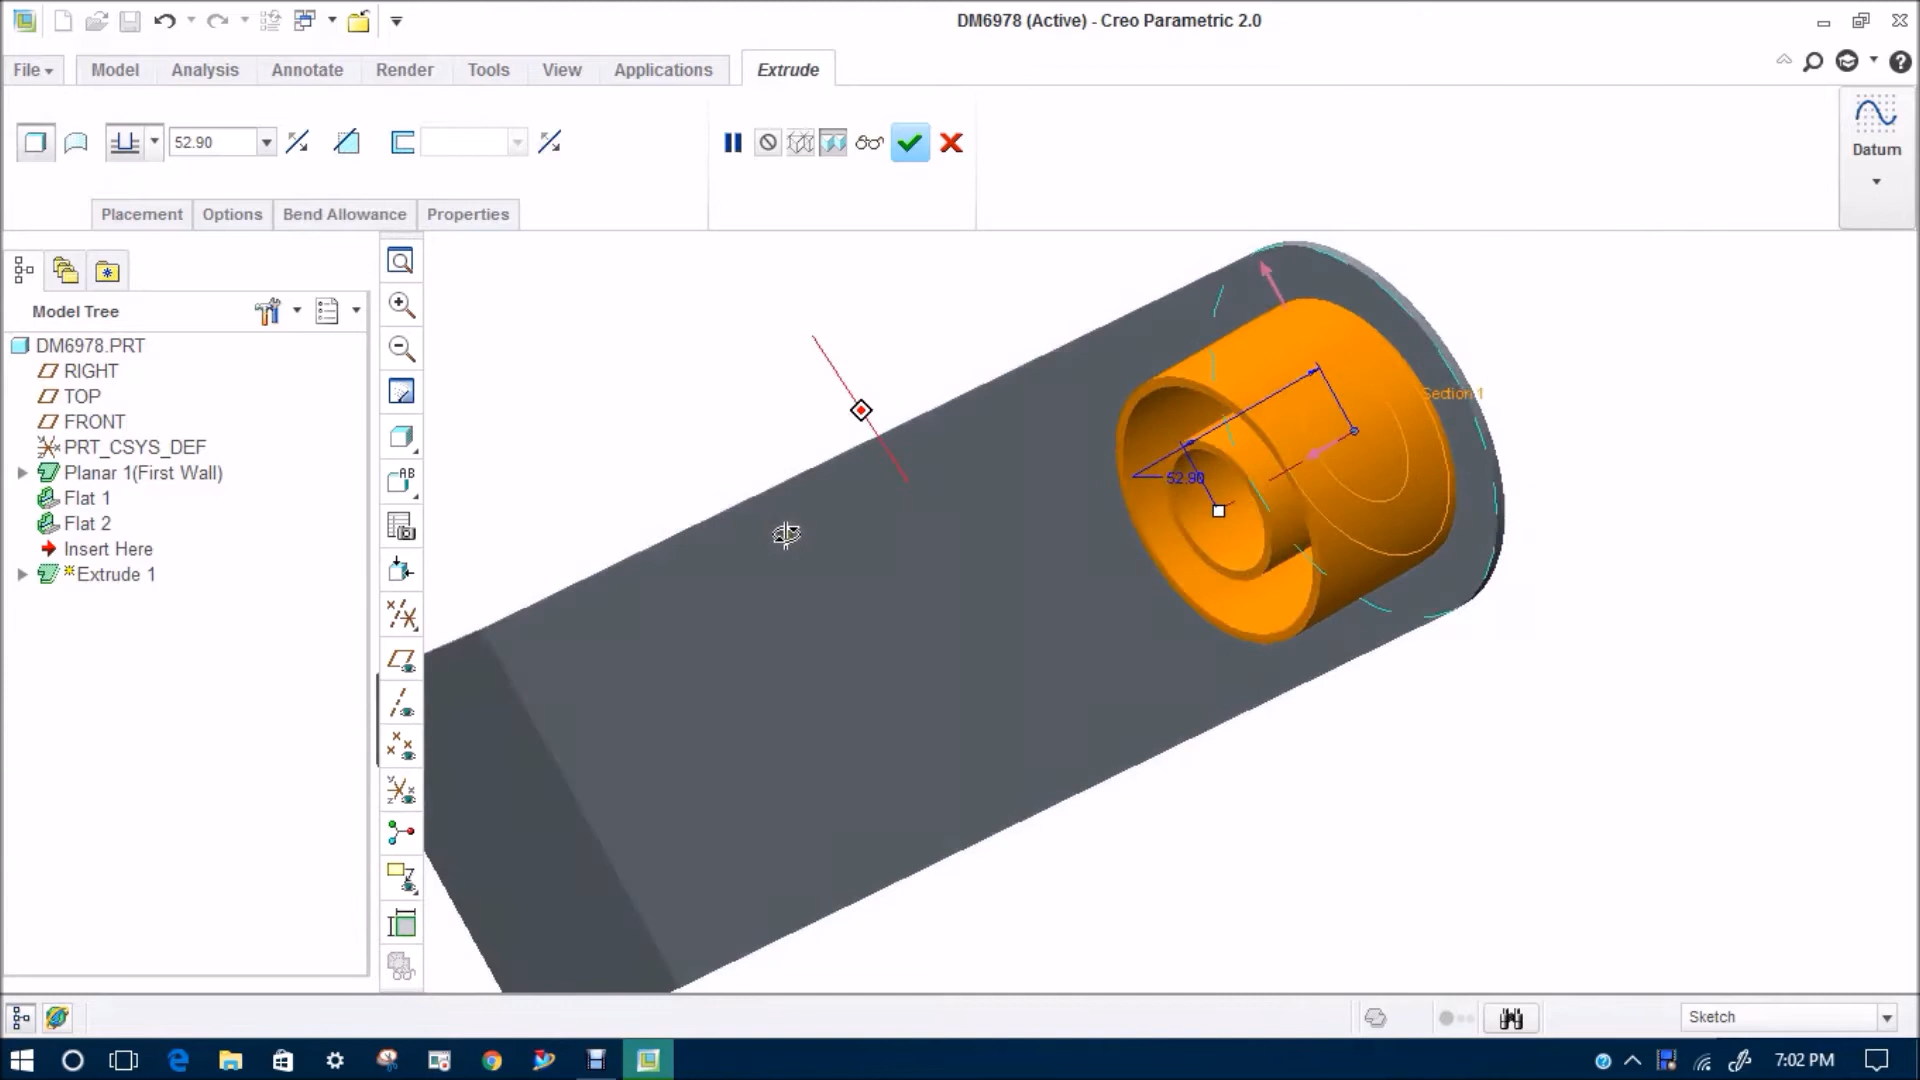 DM6978 (Active) - Creo Parametric 2.0
File
Model
Analysis
Annotate
Render
Tools
View
Applications
Extrude
52.90
Datum
Placement
Options
Bend Allowance
Properties
Model Tree
DM6978.PRT
RIGHT
TOP
FRONT
PRT_CSYS_DEF
Planar 1(First Wall)
Flat 1
Flat 2
Insert Here
*Extrude 1
AB
Section 1
52.90
Sketch
7:02 PM